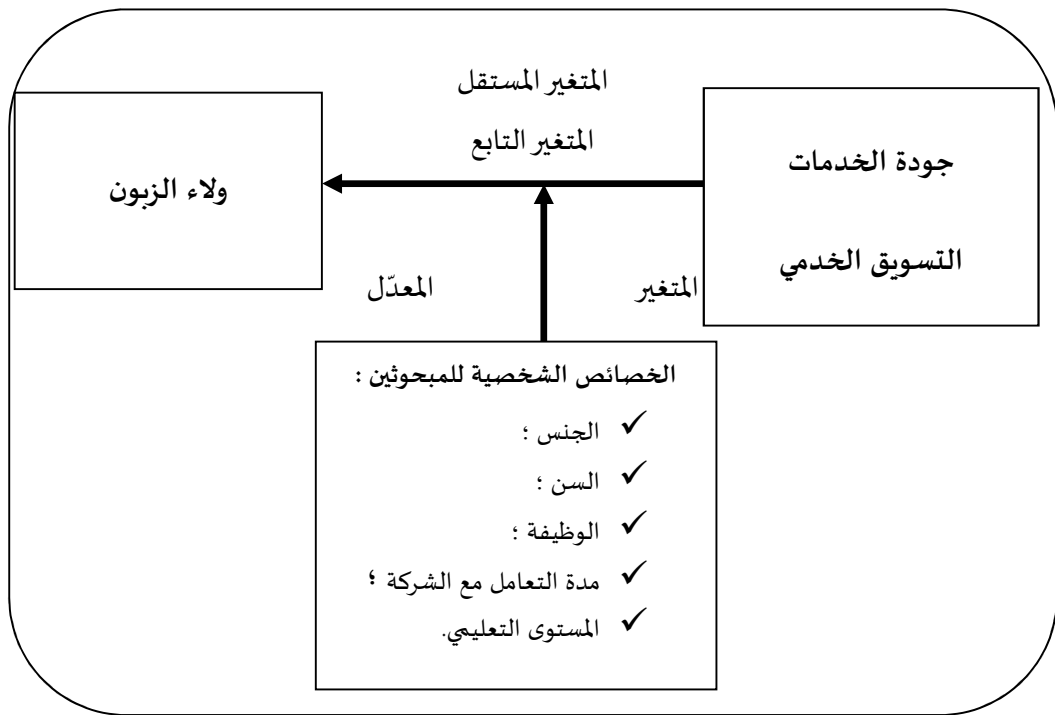 المتغير المستقل
المتغير التابع
جودة الخدمات
التسويق الخدمي
ولاء الزبون
المتغير المعدّل
الخصائص الشخصية للمبحوثين :
✓ الجنس ؛
✓ السن ؛
✓ الوظيفة ؛
✓ مدة التعامل مع الشركة ؛
✓ المستوى التعليمي.